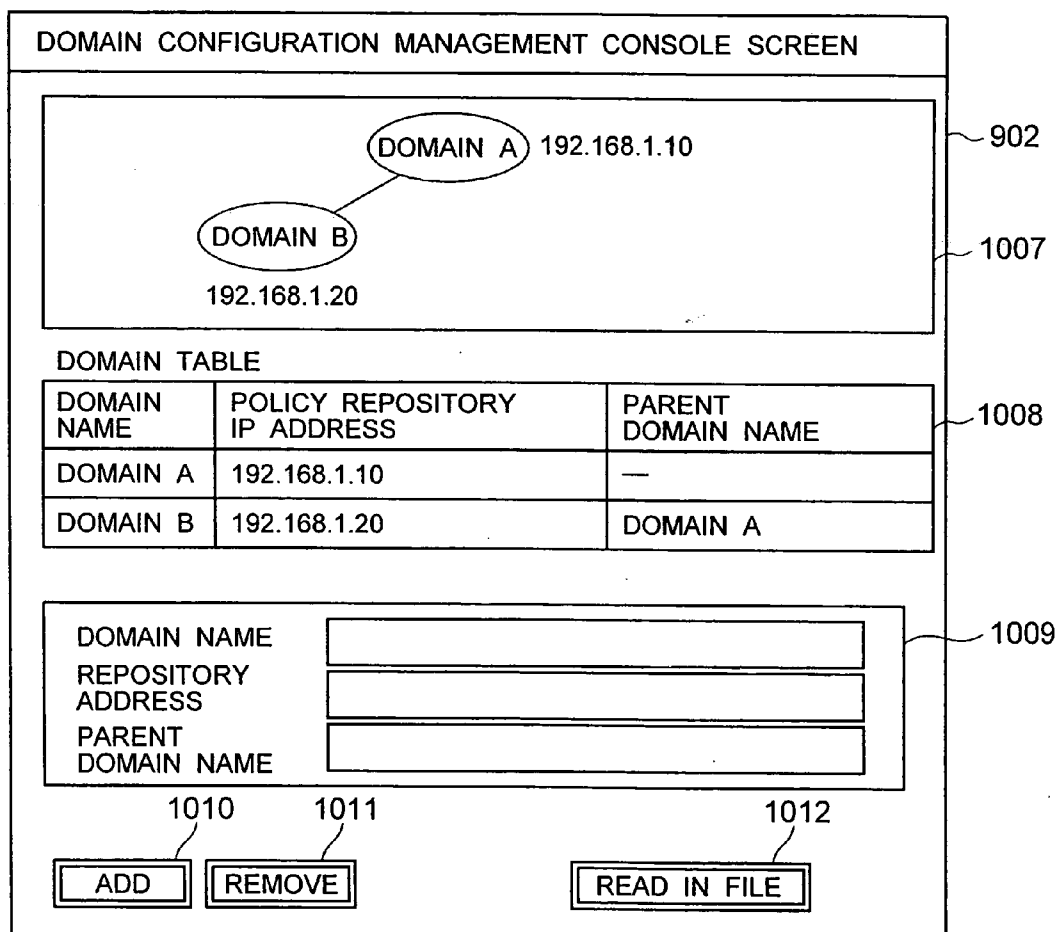 DOMAIN CONFIGURATION MANAGEMENT CONSOLE SCREEN
902
DOMAIN A 192.168.1.10
DOMAIN B
1007
192.168.1.20
DOMAIN TABLE
DOMAIN NAME POLICY REPOSITORY IP ADDRESS PARENT DOMAIN NAME
1008
DOMAIN A 192.168.1.10 —
DOMAIN B 192.168.1.20 DOMAIN A
DOMAIN NAME
1009
REPOSITORY
ADDRESS
PARENT
DOMAIN NAME
1010 1011 1012
ADD REMOVE READ IN FILE